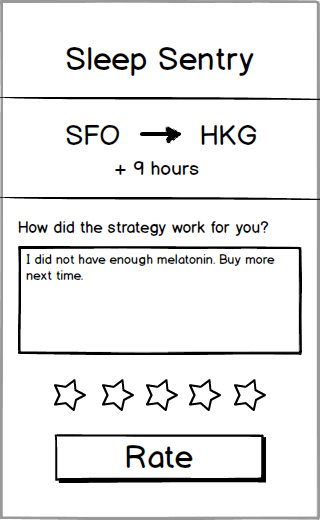 Sleep Sentry
SFO → HKG
+ 9 hours
How did the strategy work for you?
I did not have enough melatonin. Buy more
next time.
Rate